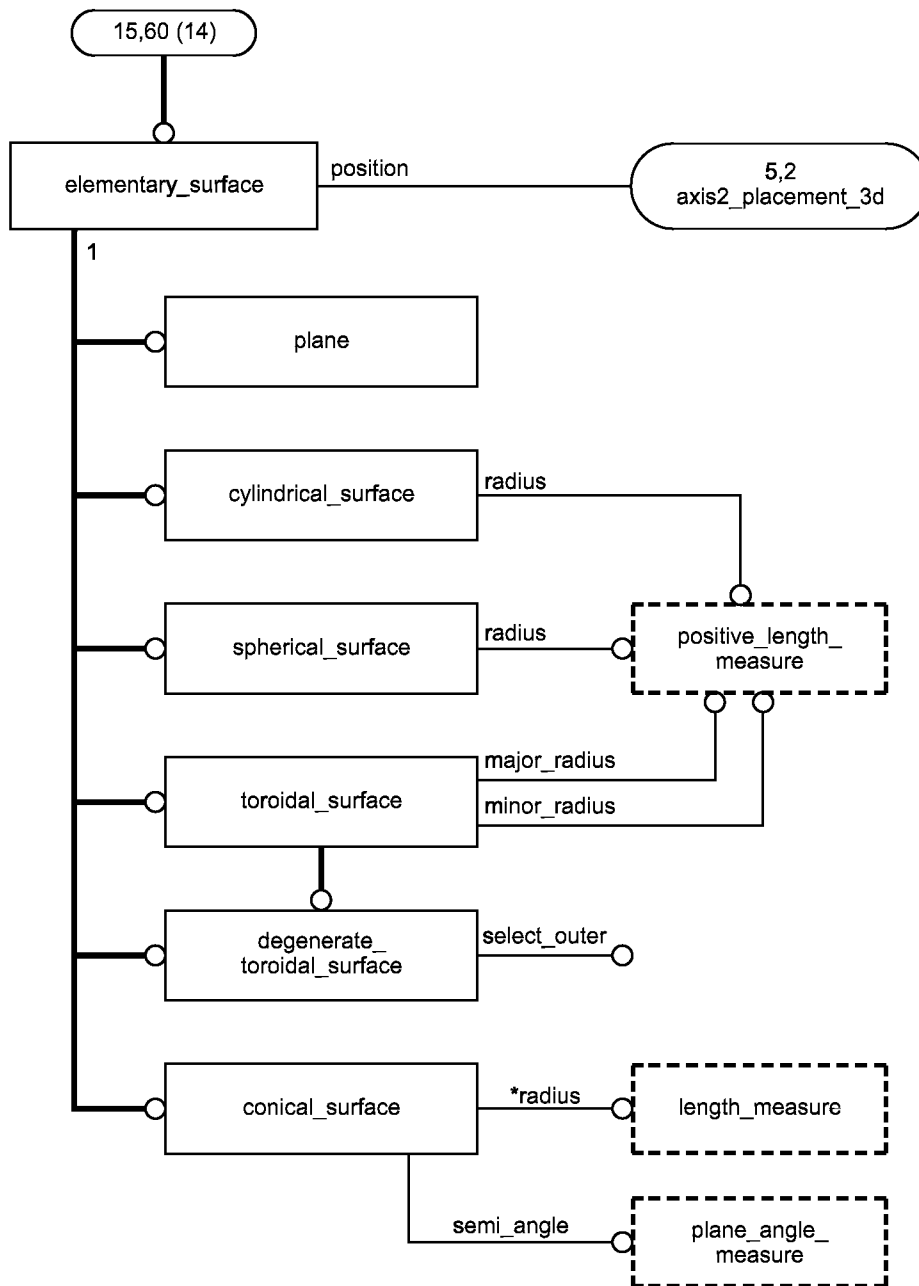 15,60 (14)
elementary_surface
position
5,2
axis2_placement_3d
1
plane
cylindrical_surface
radius
spherical_surface
radius
positive_length_
measure
toroidal_surface
major_radius
minor_radius
degenerate_
toroidal_surface
select_outer
conical_surface
*radius
length_measure
semi_angle
plane_angle_
measure